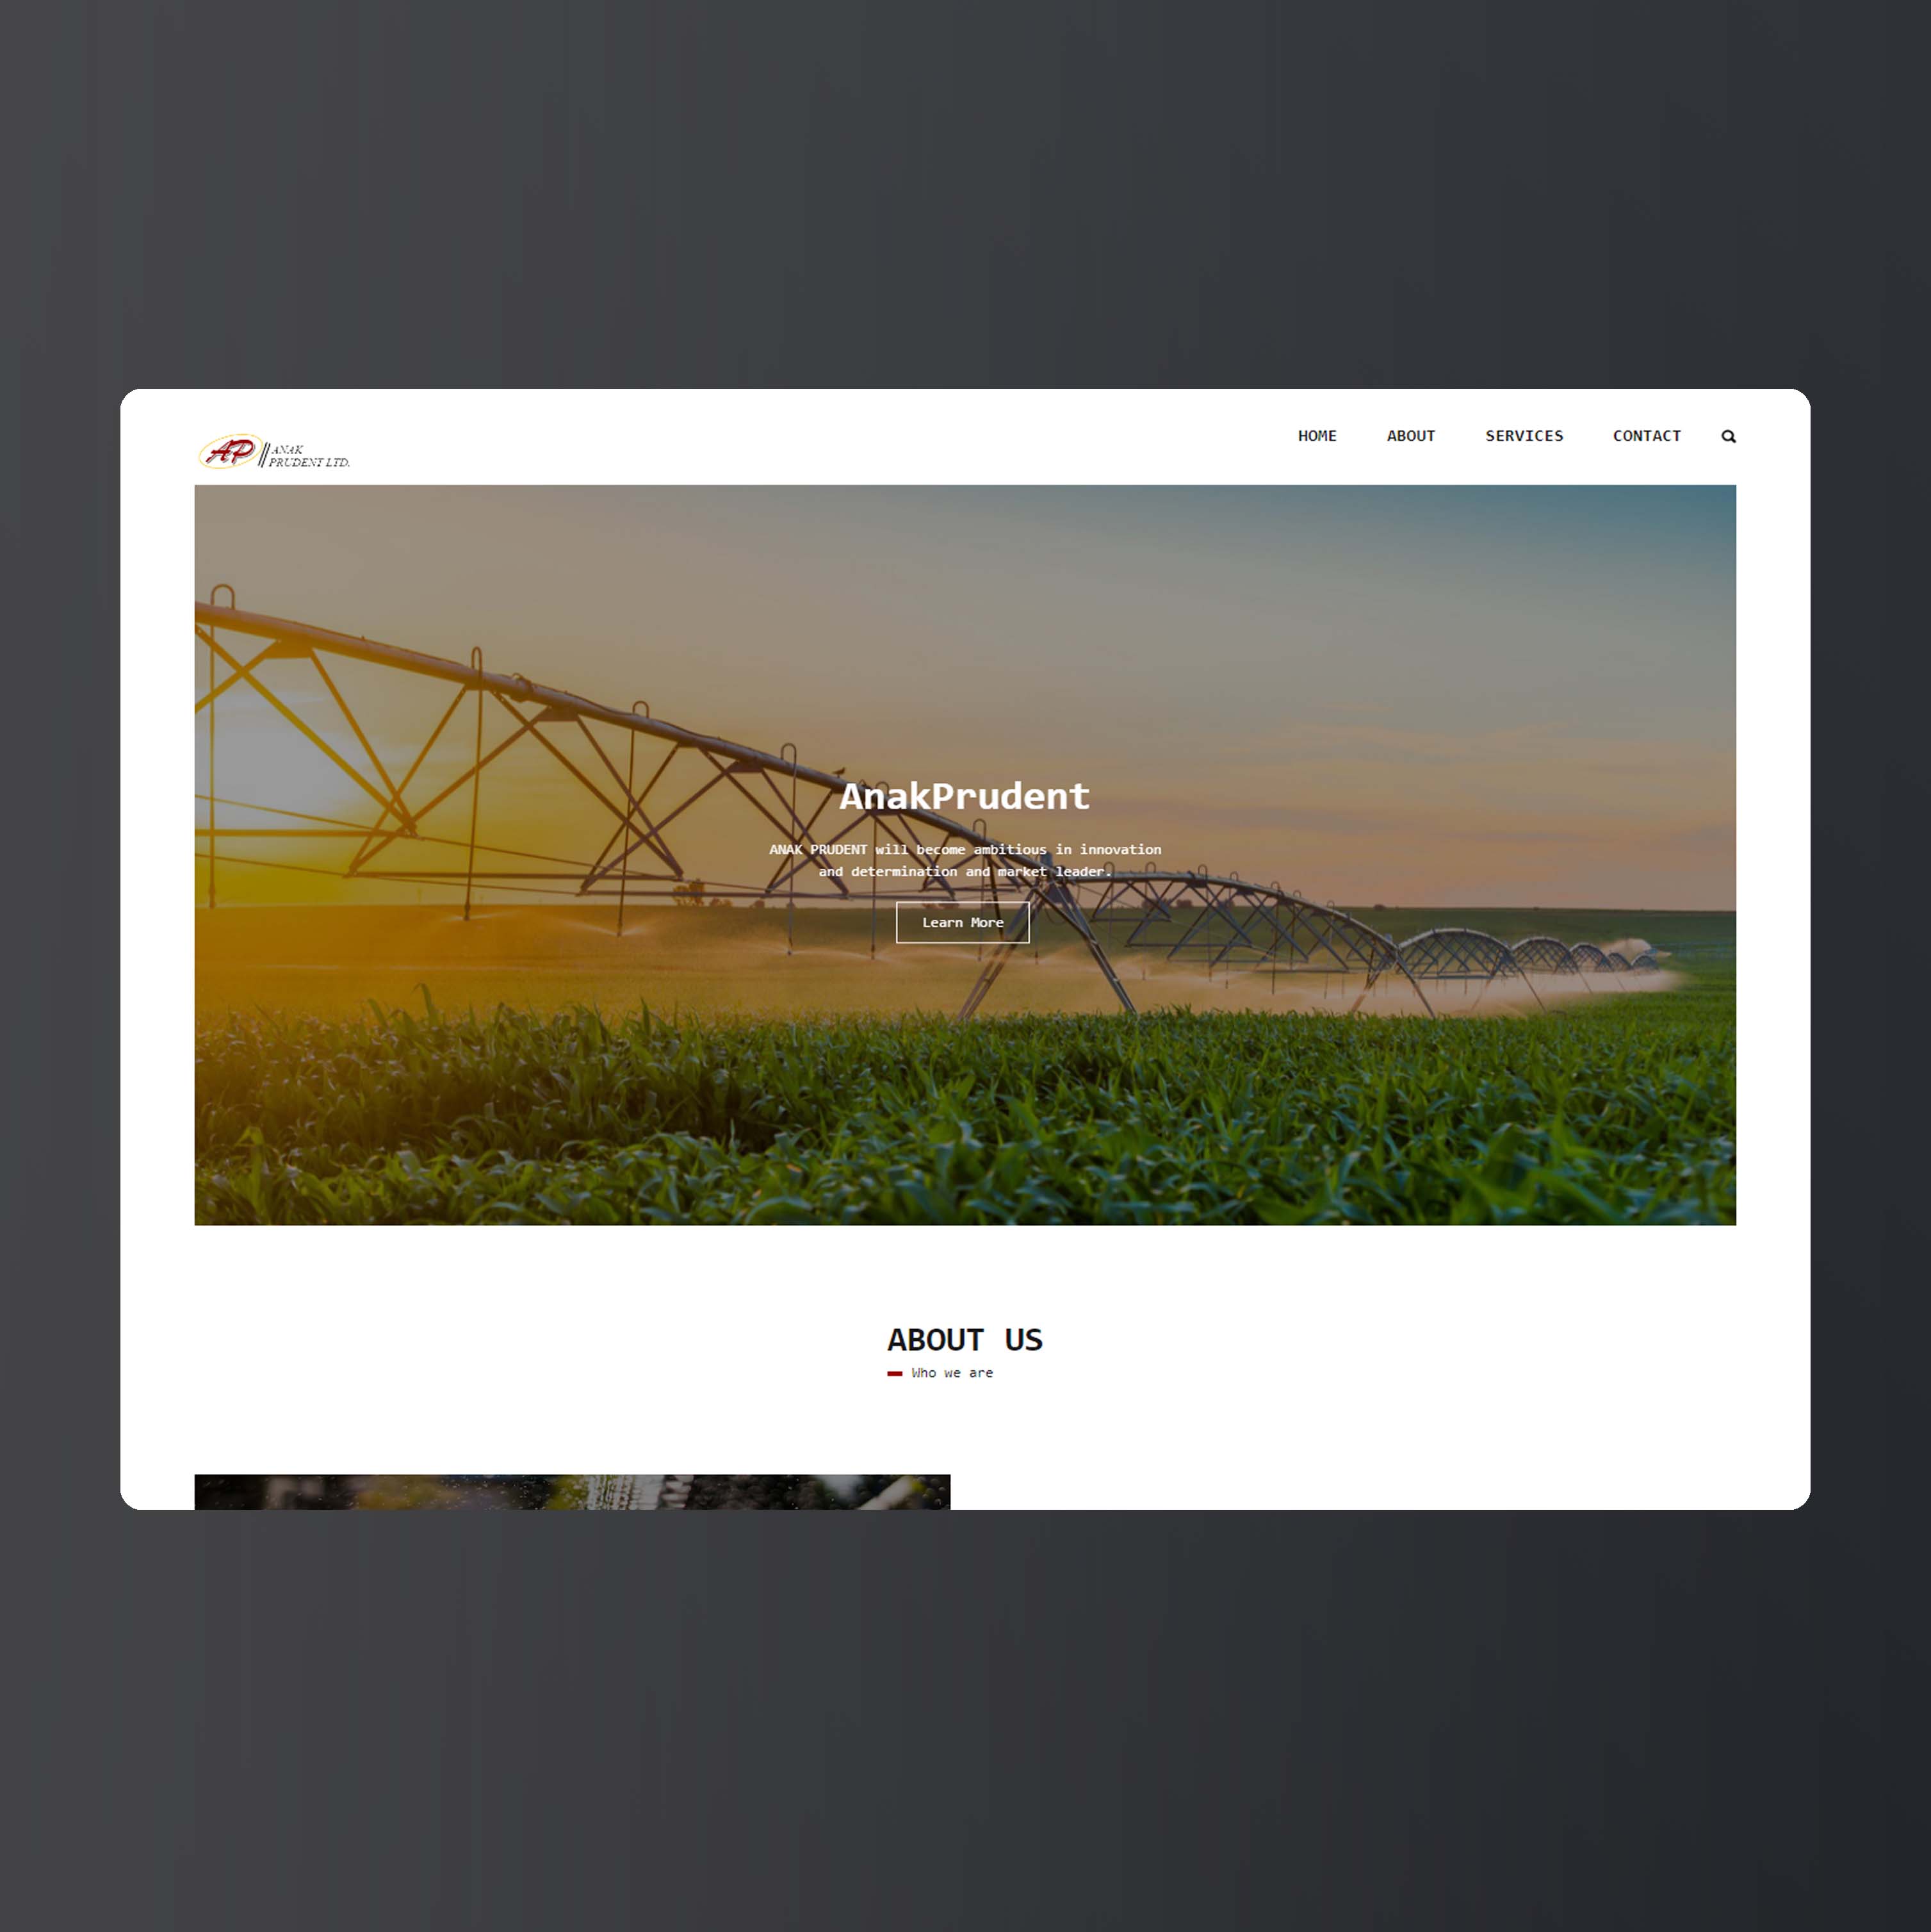 AP
ANAK
PRUDENT LTD.
HOME ABOUT SERVICES CONTACT
AnakPrudent
ANAK PRUDENT will become ambitious in innovation
and determination and market leader.
Learn More
ABOUT US
Who we are